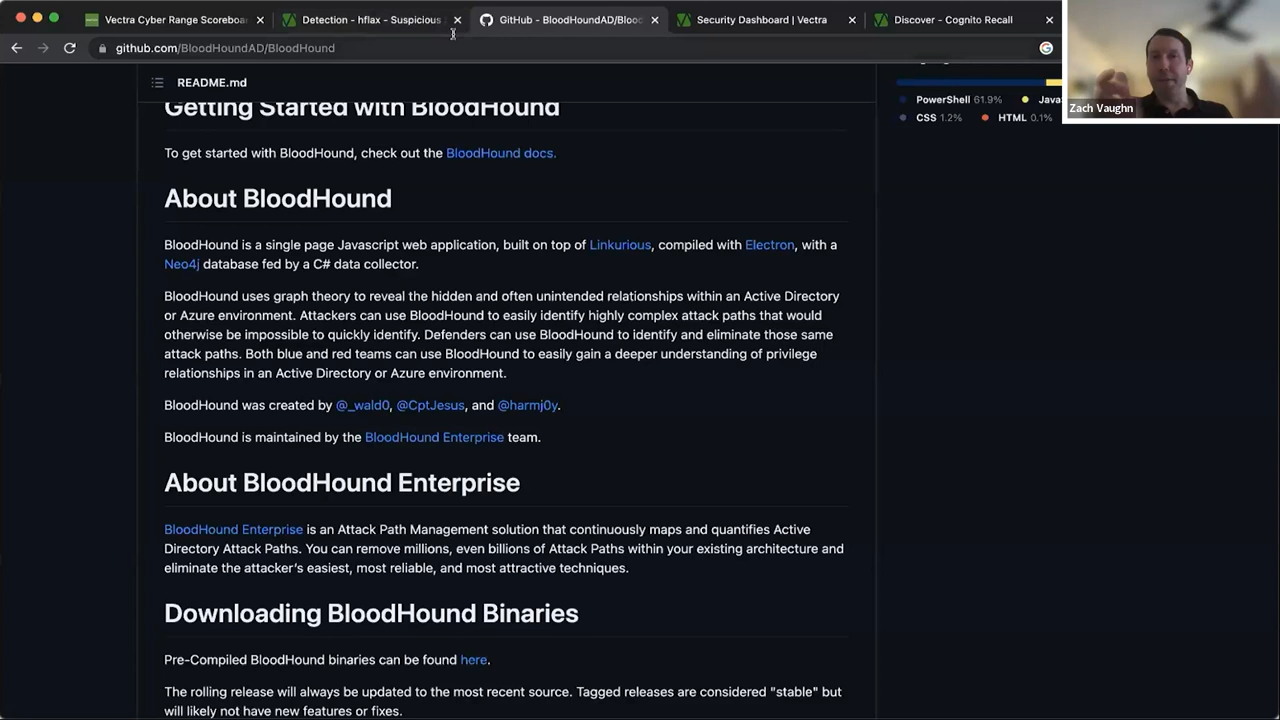 Vectra Cyber Range Scoreboa
Detection - hflax - Suspicious
GitHub - BloodHoundAD/Blood
Security Dashboard | Vectra
Discover - Cognito Recall
github.com/BloodHoundAD/BloodHound
README.md
Getting Started with BloodHound
To get started with BloodHound, check out the BloodHound docs.
About BloodHound
BloodHound is a single page Javascript web application, built on top of Linkurious, compiled with Electron, with a
Neo4j database fed by a C# data collector.
BloodHound uses graph theory to reveal the hidden and often unintended relationships within an Active Directory
or Azure environment. Attackers can use BloodHound to easily identify highly complex attack paths that would
otherwise be impossible to quickly identify. Defenders can use BloodHound to identify and eliminate those same
attack paths. Both blue and red teams can use BloodHound to easily gain a deeper understanding of privilege
relationships in an Active Directory or Azure environment.
BloodHound was created by @_wald0, @CptJesus, and @harmj0y.
BloodHound is maintained by the BloodHound Enterprise team.
About BloodHound Enterprise
BloodHound Enterprise is an Attack Path Management solution that continuously maps and quantifies Active
Directory Attack Paths. You can remove millions, even billions of Attack Paths within your existing architecture and
eliminate the attacker's easiest, most reliable, and most attractive techniques.
Downloading BloodHound Binaries
Pre-Compiled BloodHound binaries can be found here.
The rolling release will always be updated to the most recent source. Tagged releases are considered "stable" but
will likely not have new features or fixes.
PowerShell 61.9% Java
CSS 1.2% HTML 0.1%
Zach Vaughn